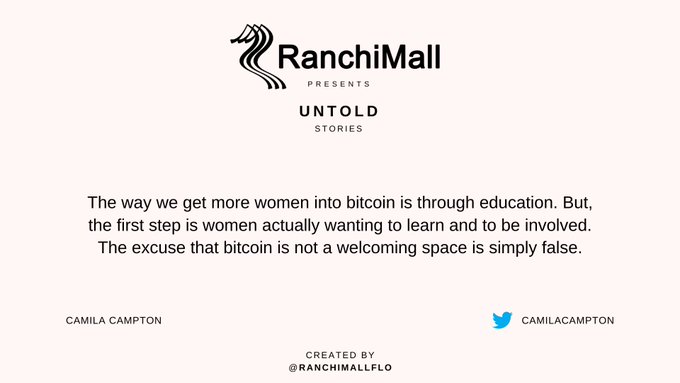 RanchiMall
PRESENTS
UNTOLD
STORIES
The way we get more women into bitcoin is through education. But,
the first step is women actually wanting to learn and to be involved.
The excuse that bitcoin is not a welcoming space is simply false.
CAMILA CAMPTON
CAMILACAMPTON
CREATED BY
@RANCHIMALLFLO